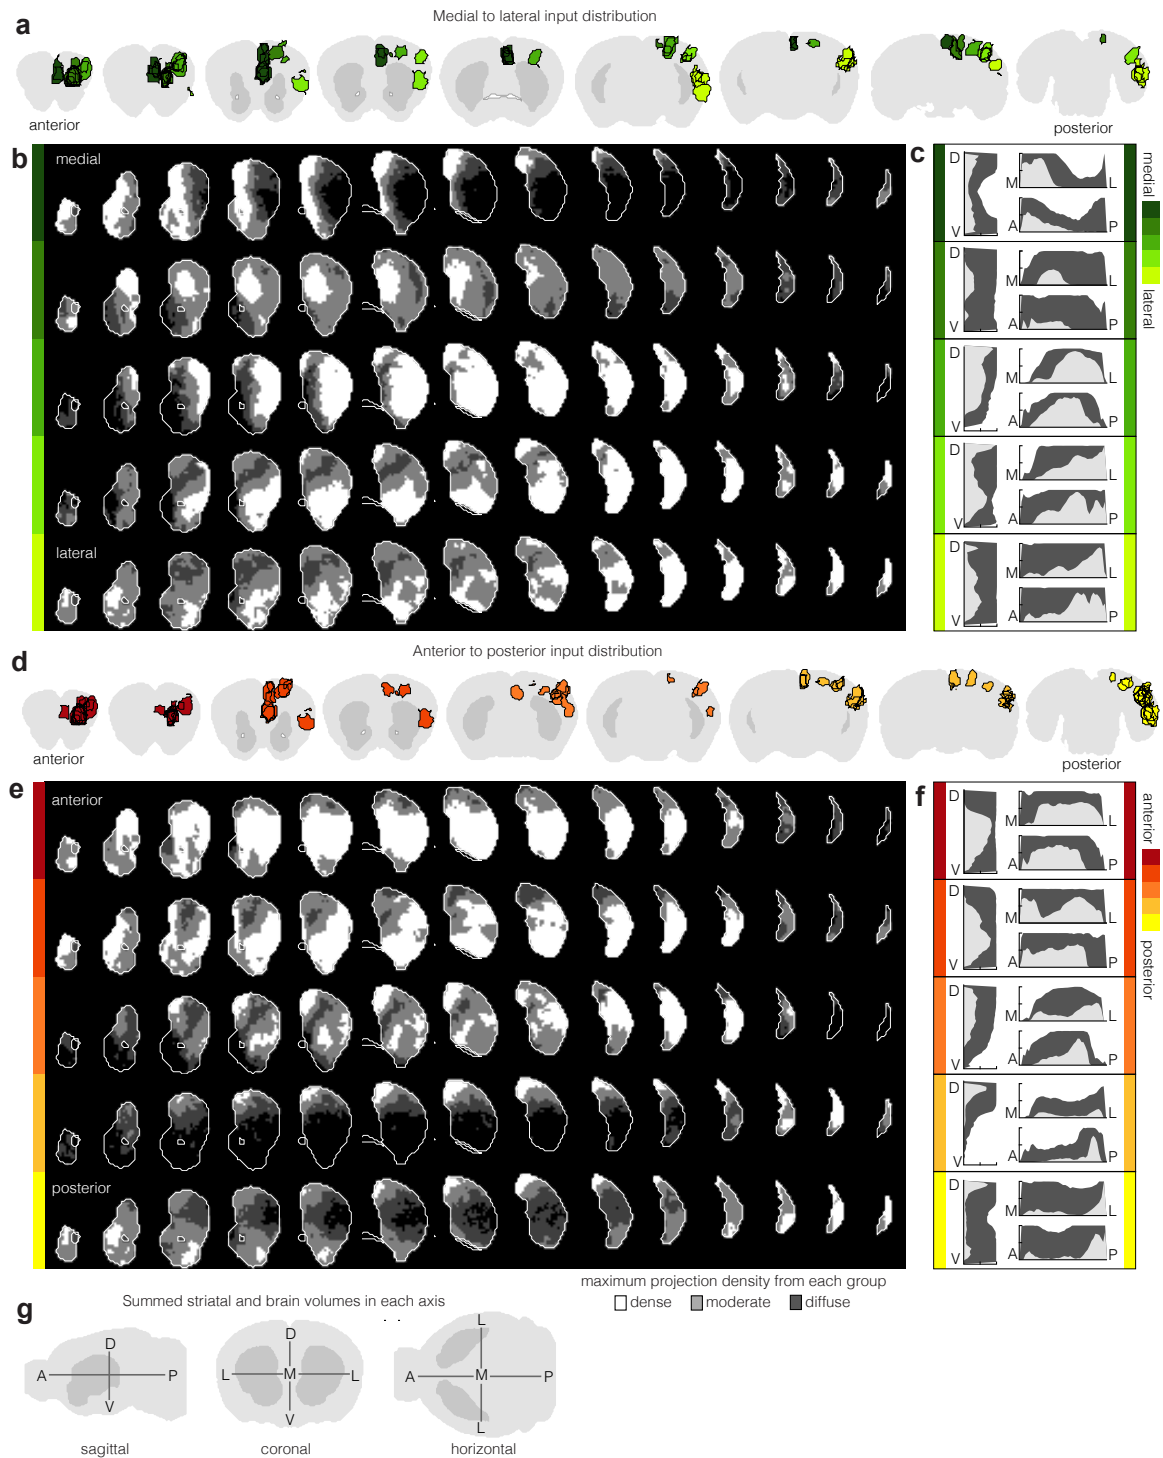 a
Medial to lateral input distribution
anterior
posterior
b
medial
lateral
c
D
V
M
L
A
P
D
V
M
L
A
P
D
V
M
L
A
P
D
V
M
L
A
P
D
V
M
L
A
P
medial
lateral
d
Anterior to posterior input distribution
anterior
posterior
e
anterior
posterior
f
D
V
M
L
A
P
D
V
M
L
A
P
D
V
M
L
A
P
D
V
M
L
A
P
D
V
M
L
A
P
anterior
posterior
maximum projection density from each group
dense moderate diffuse
g
Summed striatal and brain volumes in each axis
D
A P
V
sagittal
D
L M L
V
coronal
L
A M P
L
horizontal